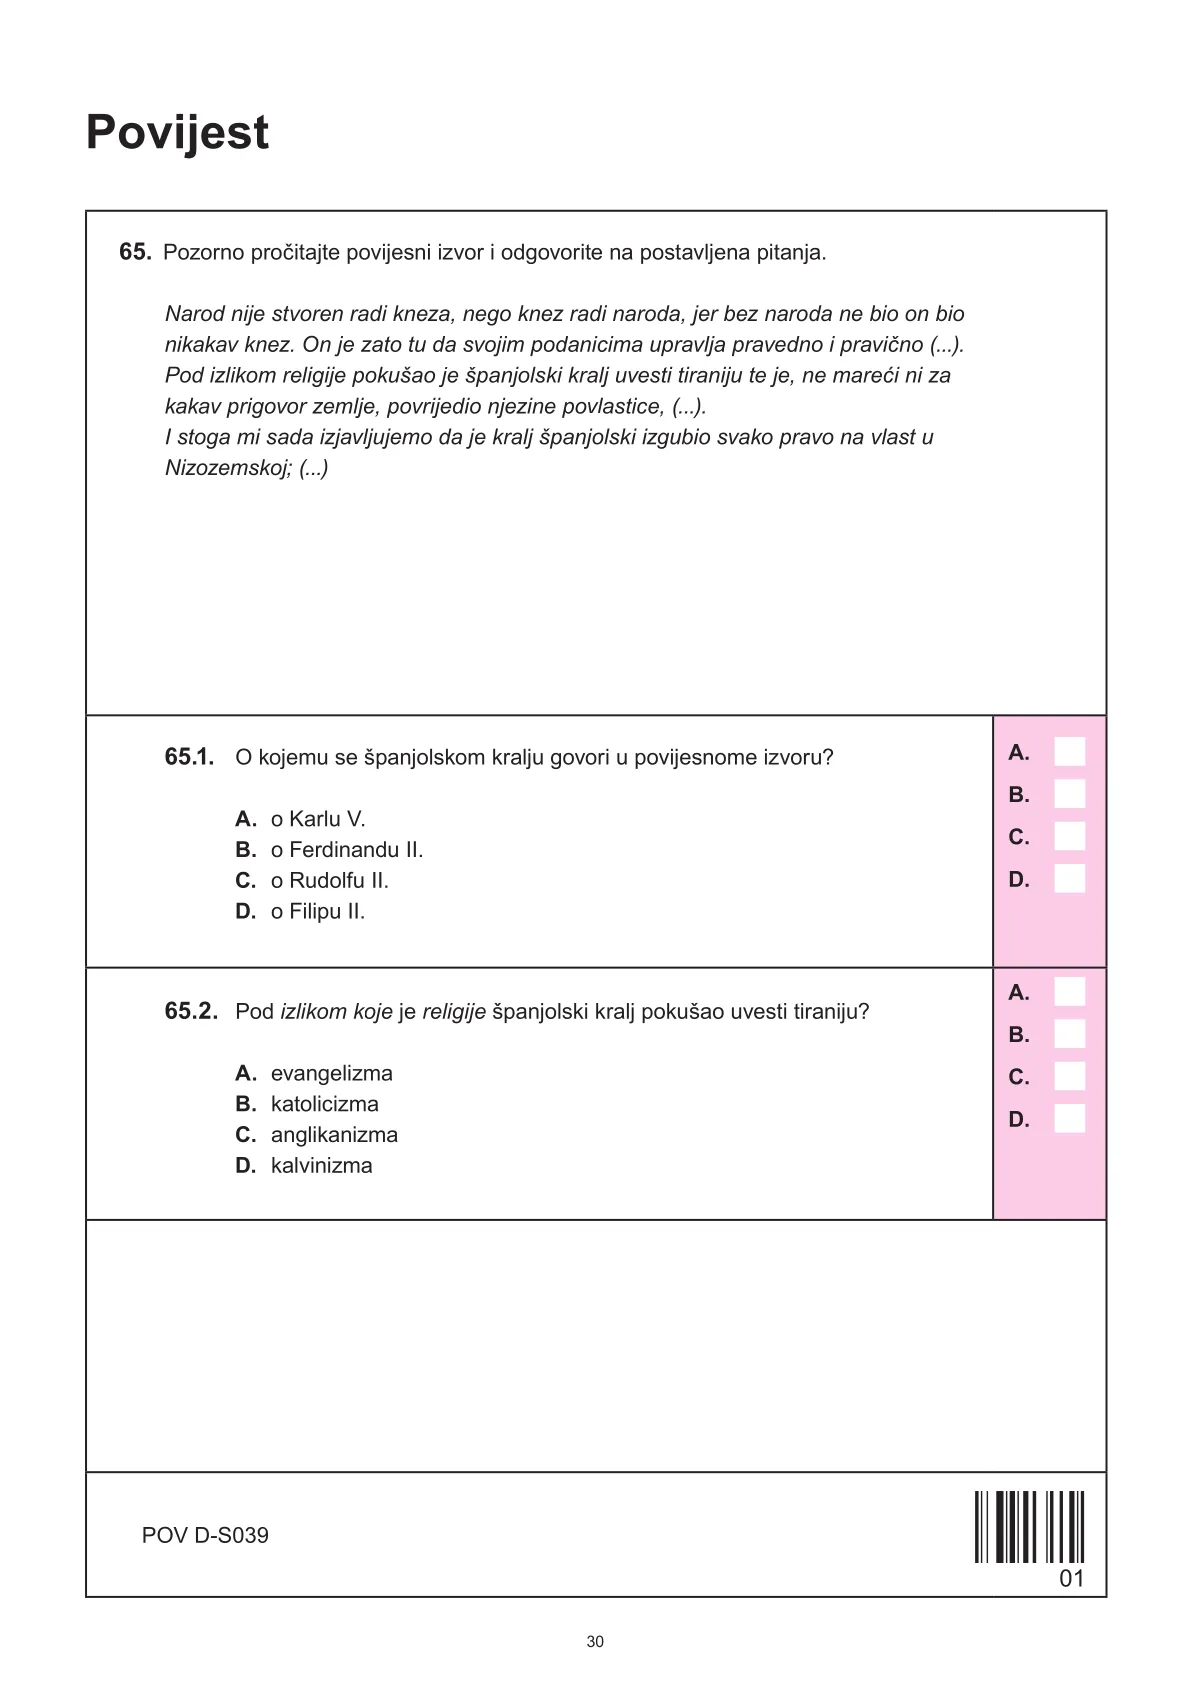 Povijest
65. Pozorno pročitajte povijesni izvor i odgovorite na postavljena pitanja.
Narod nije stvoren radi kneza, nego knez radi naroda, jer bez naroda ne bio on bio
nikakav knez. On je zato tu da svojim podanicima upravlja pravedno i pravično (...).
Pod izlikom religije pokušao je španjolski kralj uvesti tiraniju te je, ne mareći ni za
kakav prigovor zemlje, povrijedio njezine povlastice, (...).
I stoga mi sada izjavljujemo da je kralj španjolski izgubio svako pravo na vlast u
Nizozemskoj; (...)
65.1. O kojemu se španjolskom kralju govori u povijesnome izvoru?
A. o Karlu V.
B. o Ferdinandu II.
C. o Rudolfu II.
D. o Filipu II.
A.
B.
C.
D.
65.2. Pod izlikom koje je religije španjolski kralj pokušao uvesti tiraniju?
A. evangelizma
B. katolicizma
C. anglikanizma
D. kalvinizma
A.
B.
C.
D.
POV D-S039
01
30